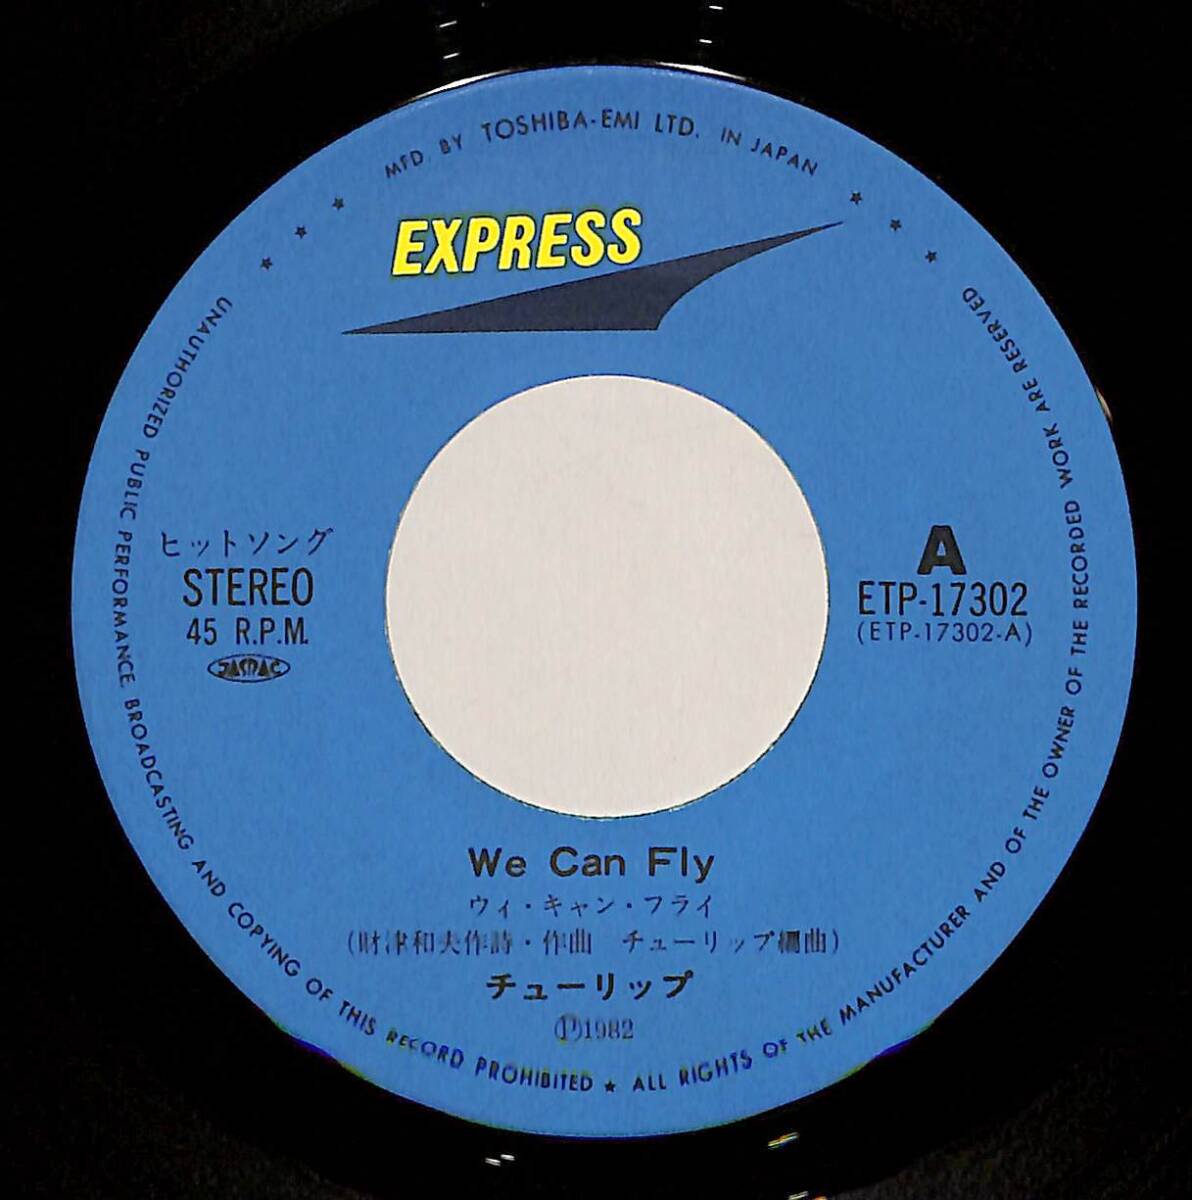 MFD. BY TOSHIBA-EMI LTD. IN JAPAN
EXPRESS
ヒットソング
STEREO
45 R.P.M.
JASRAC
A
ETP-17302
(ETP-17302-A)
We Can Fly
ウィ・キャン・フライ
(財津和夫作詩・作曲 チューリップ編曲)
チューリップ
Ⓟ1982
UNAUTHORIZED PUBLIC PERFORMANCE, BROADCASTING AND COPYING OF THIS RECORD PROHIBITED ★ ALL RIGHTS OF THE MANUFACTURER AND OF THE OWNER OF THE RECORDED WORK ARE RESERVED